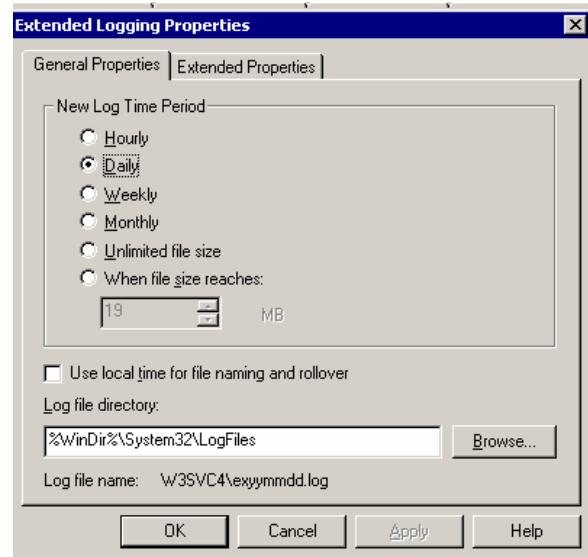 Extended Logging Properties
General Properties
Extended Properties
New Log Time Period
Hourly
Daily
Weekly
Monthly
Unlimited file size
When file size reaches:
19 MB
Use local time for file naming and rollover
Log file directory:
%WinDir%\System32\LogFiles
Browse...
Log file name: W3SVC4\exyymmdd.log
OK
Cancel
Apply
Help